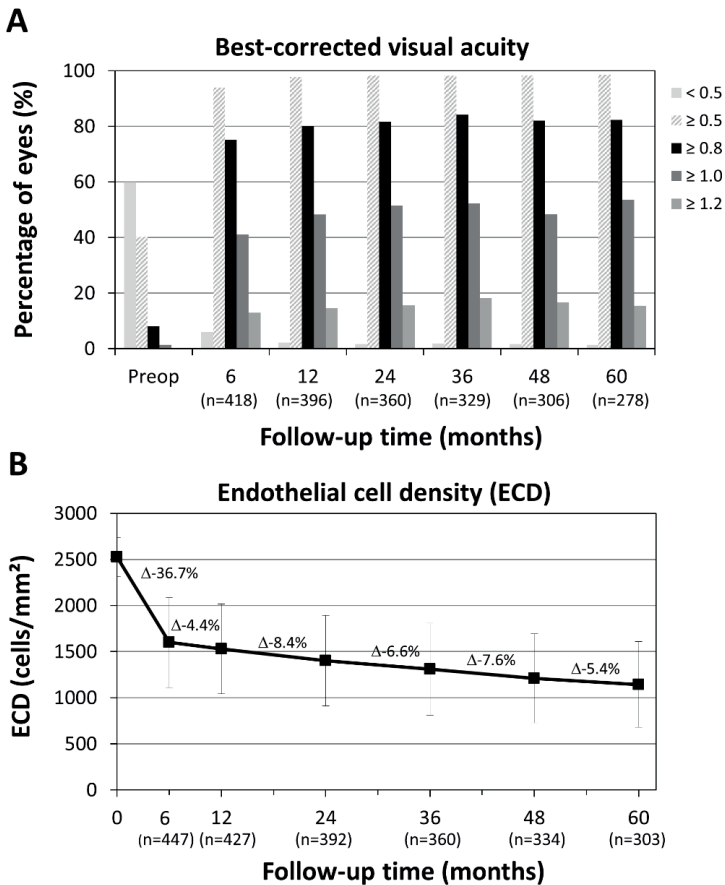 A
Best-corrected visual acuity
Percentage of eyes (%)
100
80
60
40
20
0
< 0.5
≥ 0.5
≥ 0.8
≥ 1.0
≥ 1.2
Preop 6 12 24 36 48 60
(n=418) (n=396) (n=360) (n=329) (n=306) (n=278)
Follow-up time (months)
B
Endothelial cell density (ECD)
ECD (cells/mm²)
3000
2500
2000
1500
1000
500
0
Δ-36.7%
Δ-4.4%
Δ-8.4%
Δ-6.6%
Δ-7.6%
Δ-5.4%
0 6 12 24 36 48 60
(n=447) (n=427) (n=392) (n=360) (n=334) (n=303)
Follow-up time (months)